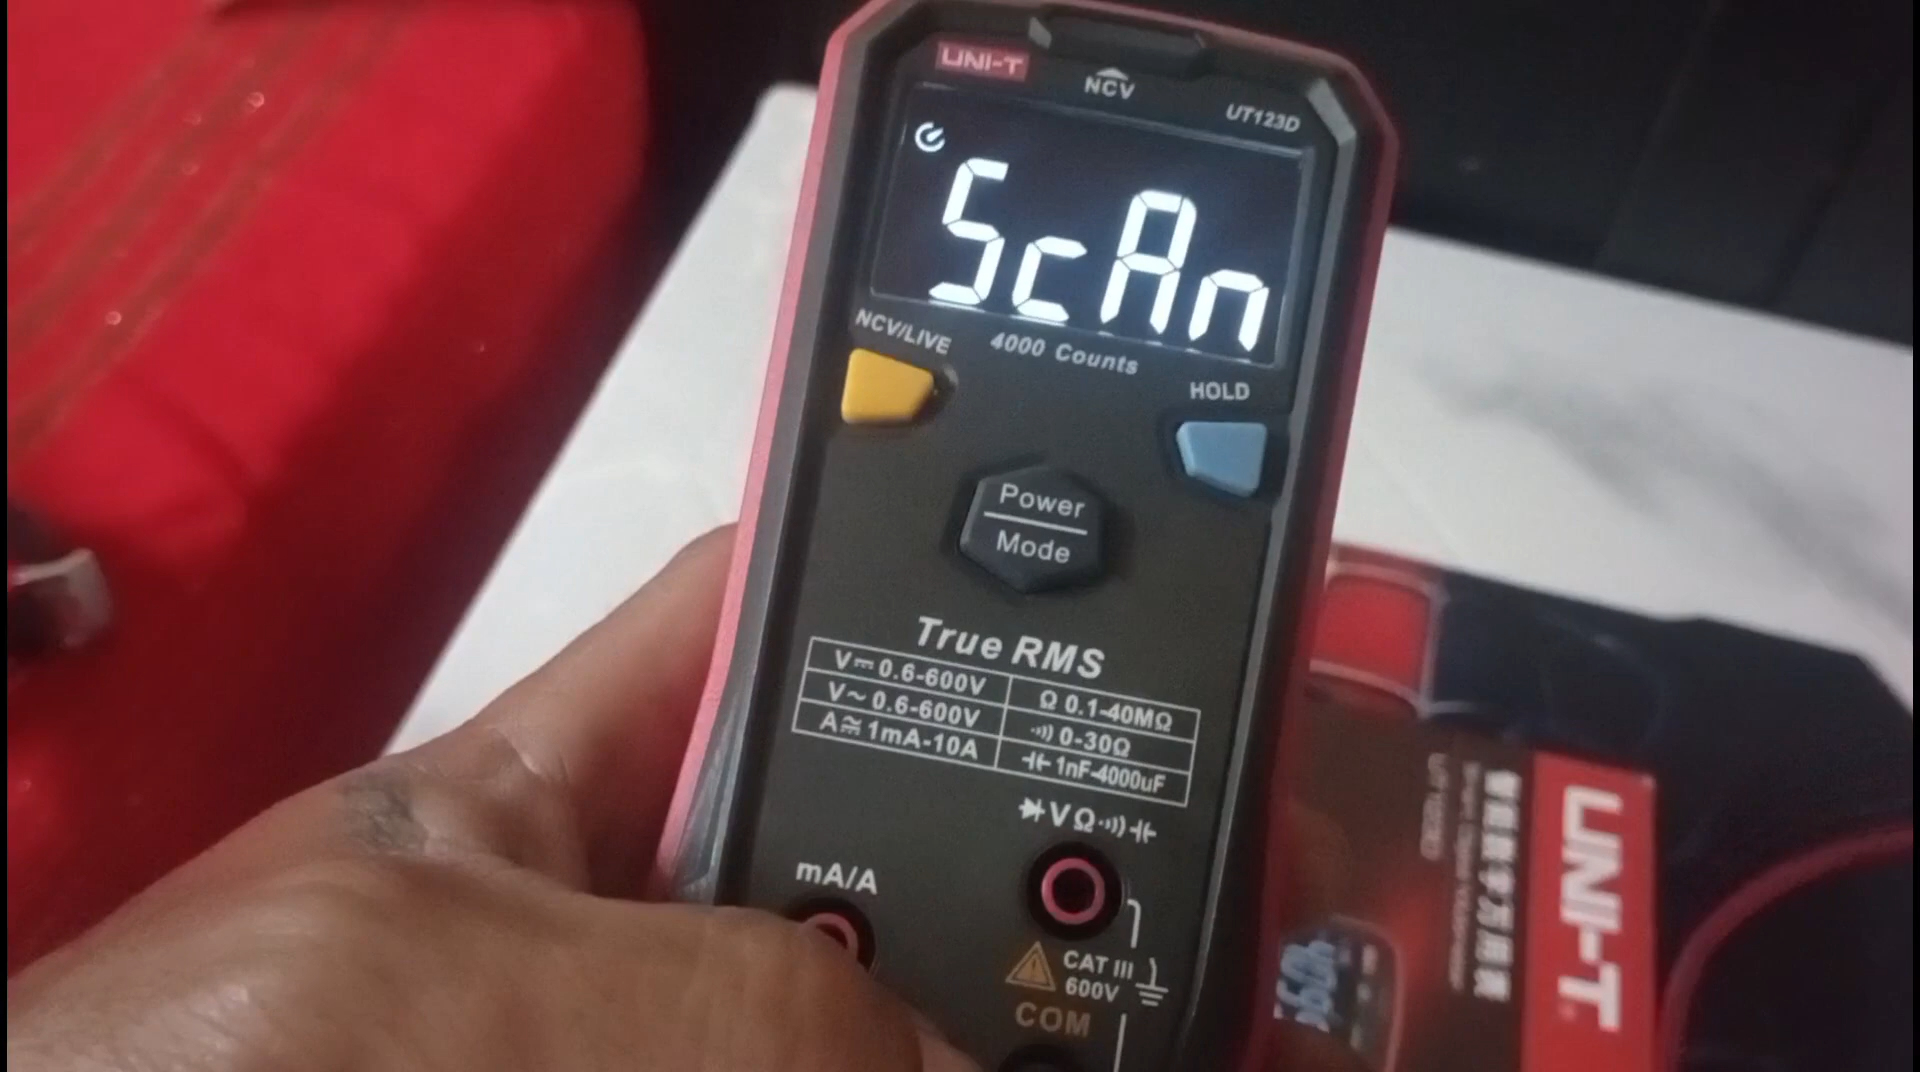 UNI-T
NCV
UT123D
ScAn
NCV/LIVE
4000 Counts
HOLD
Power
Mode
True RMS
V⎓0.6-600V
Ω 0.1-40MΩ
V~0.6-600V
0-30Ω
A≅1mA-10A
1nF-4000uF
VΩ
mA/A
CAT III
600V
COM
UNI-T